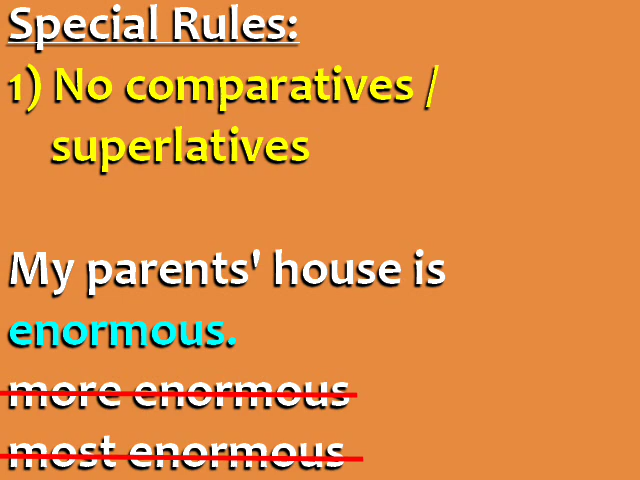 Special Rules:
1) No comparatives /
superlatives
My parents' house is
enormous.
more enormous
most enormous